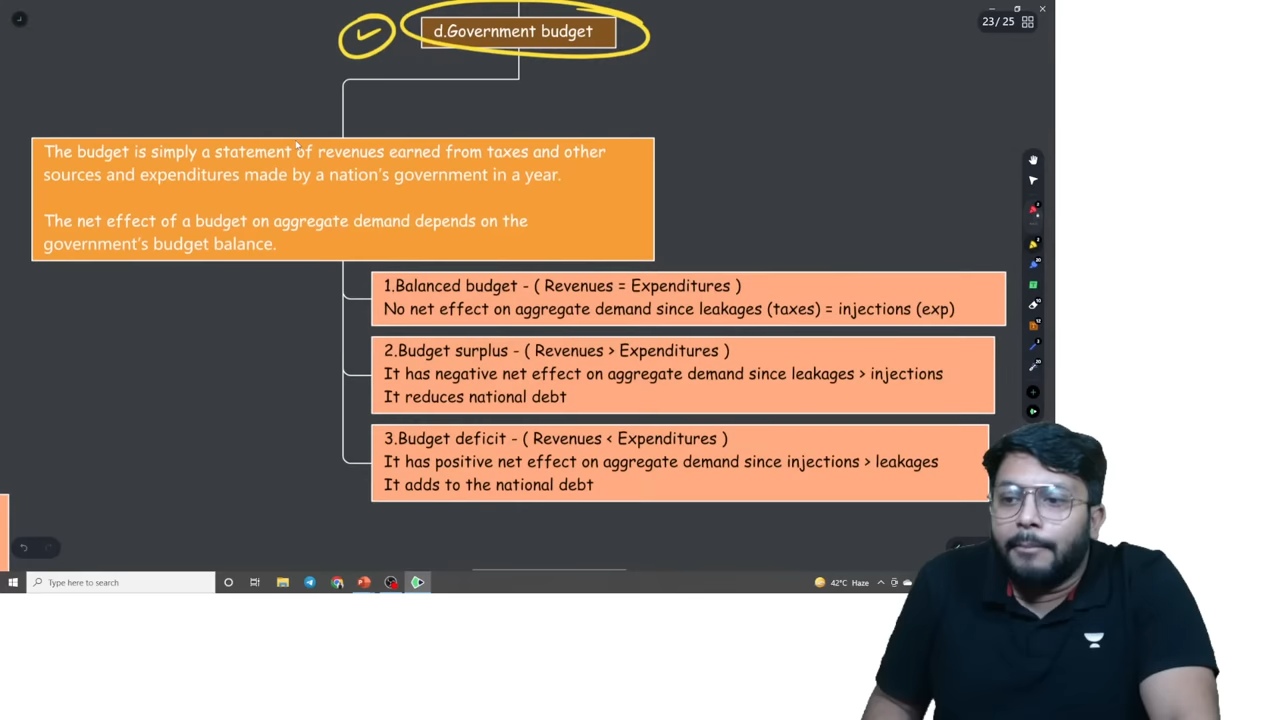 23/25
d.Government budget
The budget is simply a statement of revenues earned from taxes and other
sources and expenditures made by a nation's government in a year.
The net effect of a budget on aggregate demand depends on the
government's budget balance.
1.Balanced budget - ( Revenues = Expenditures )
No net effect on aggregate demand since leakages (taxes) = injections (exp)
2.Budget surplus - ( Revenues > Expenditures )
It has negative net effect on aggregate demand since leakages > injections
It reduces national debt
3.Budget deficit - ( Revenues < Expenditures )
It has positive net effect on aggregate demand since injections > leakages
It adds to the national debt
Type here to search
42°C Haze